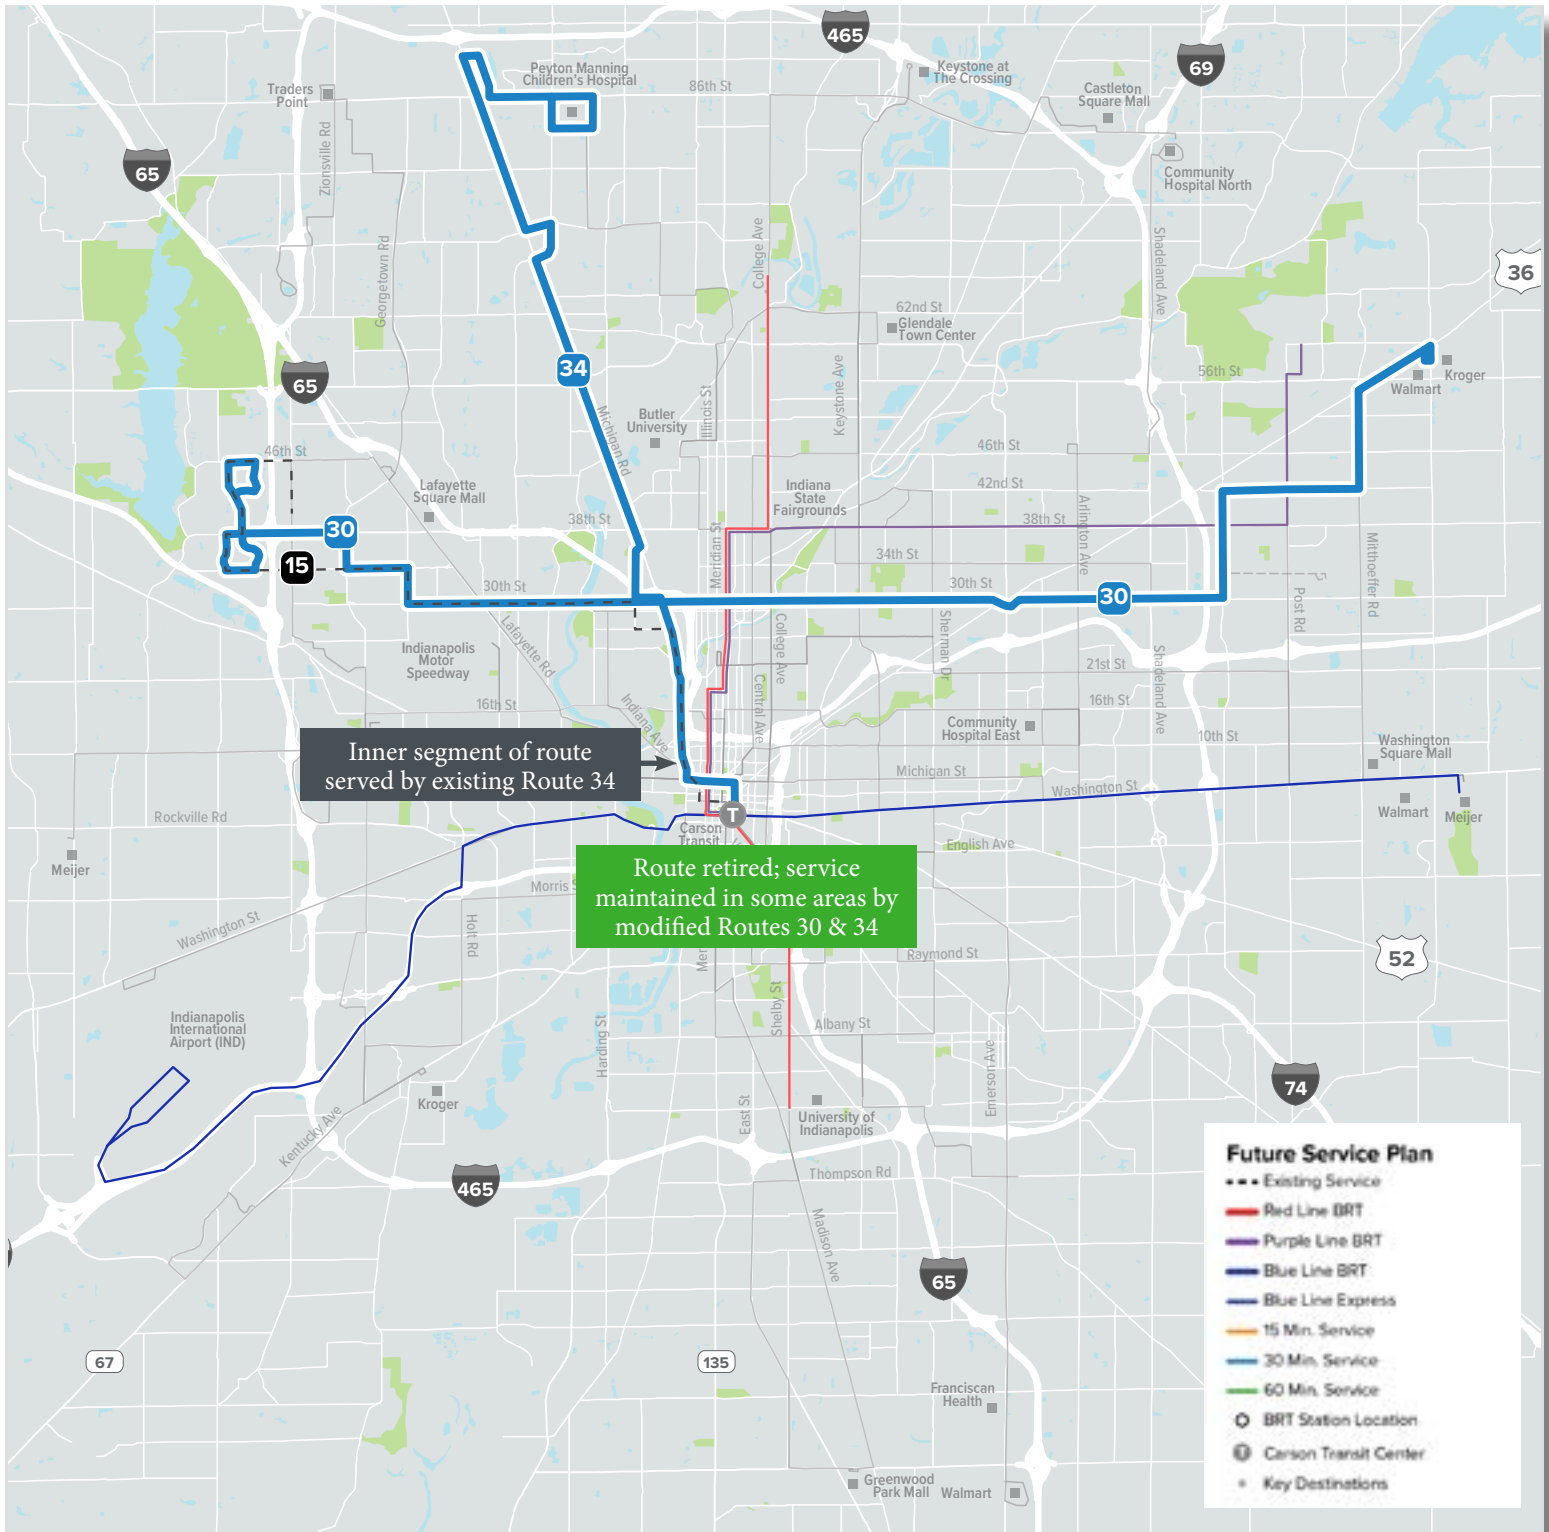 465
69
Peyton Manning
Children's Hospital
Keystone at
The Crossing
86th St
Traders
Point
Castleton
Square Mall
65
Zionsville Rd
Community
Hospital North
College Ave
Georgetown Rd
Shadeland Ave
36
62nd St
Glendale
Town Center
34
65
Keystone Ave
56th St
Kroger
Walmart
Illinois St
Michigan Rd
Butler
University
46th St
46th St
Lafayette
Square Mall
Indiana
State
Fairgrounds
42nd St
38th St
38th St
30
Meridian St
Arlington Ave
Mitthoeffer Rd
15
34th St
30th St
30th St
30
Post Rd
Lafayette Rd
Sherman Dr
College Ave
Indianapolis
Motor
Speedway
21st St
Shadeland Ave
16th St
16th St
Central Ave
Indiana Ave
Community
Hospital East
10th St
Washington
Square Mall
Inner segment of route
served by existing Route 34
Michigan St
Washington St
Walmart
Meijer
Rockville Rd
T
Carson
Transit
English Ave
Meijer
Route retired; service
maintained in some areas by
modified Routes 30 & 34
Morris S
Washington St
Holt Rd
Mer
Raymond St
52
Indianapolis
International
Airport (IND)
Shelby St
Albany St
Harding St
Emerson Ave
74
Kroger
East St
University of
Indianapolis
Kentucky Ave
Thompson Rd
465
Madison Ave
65
67
135
Franciscan
Health
Greenwood
Park Mall
Walmart
Future Service Plan
Existing Service
Red Line BRT
Purple Line BRT
Blue Line BRT
Blue Line Express
15 Min. Service
30 Min. Service
60 Min. Service
BRT Station Location
T Carson Transit Center
Key Destinations